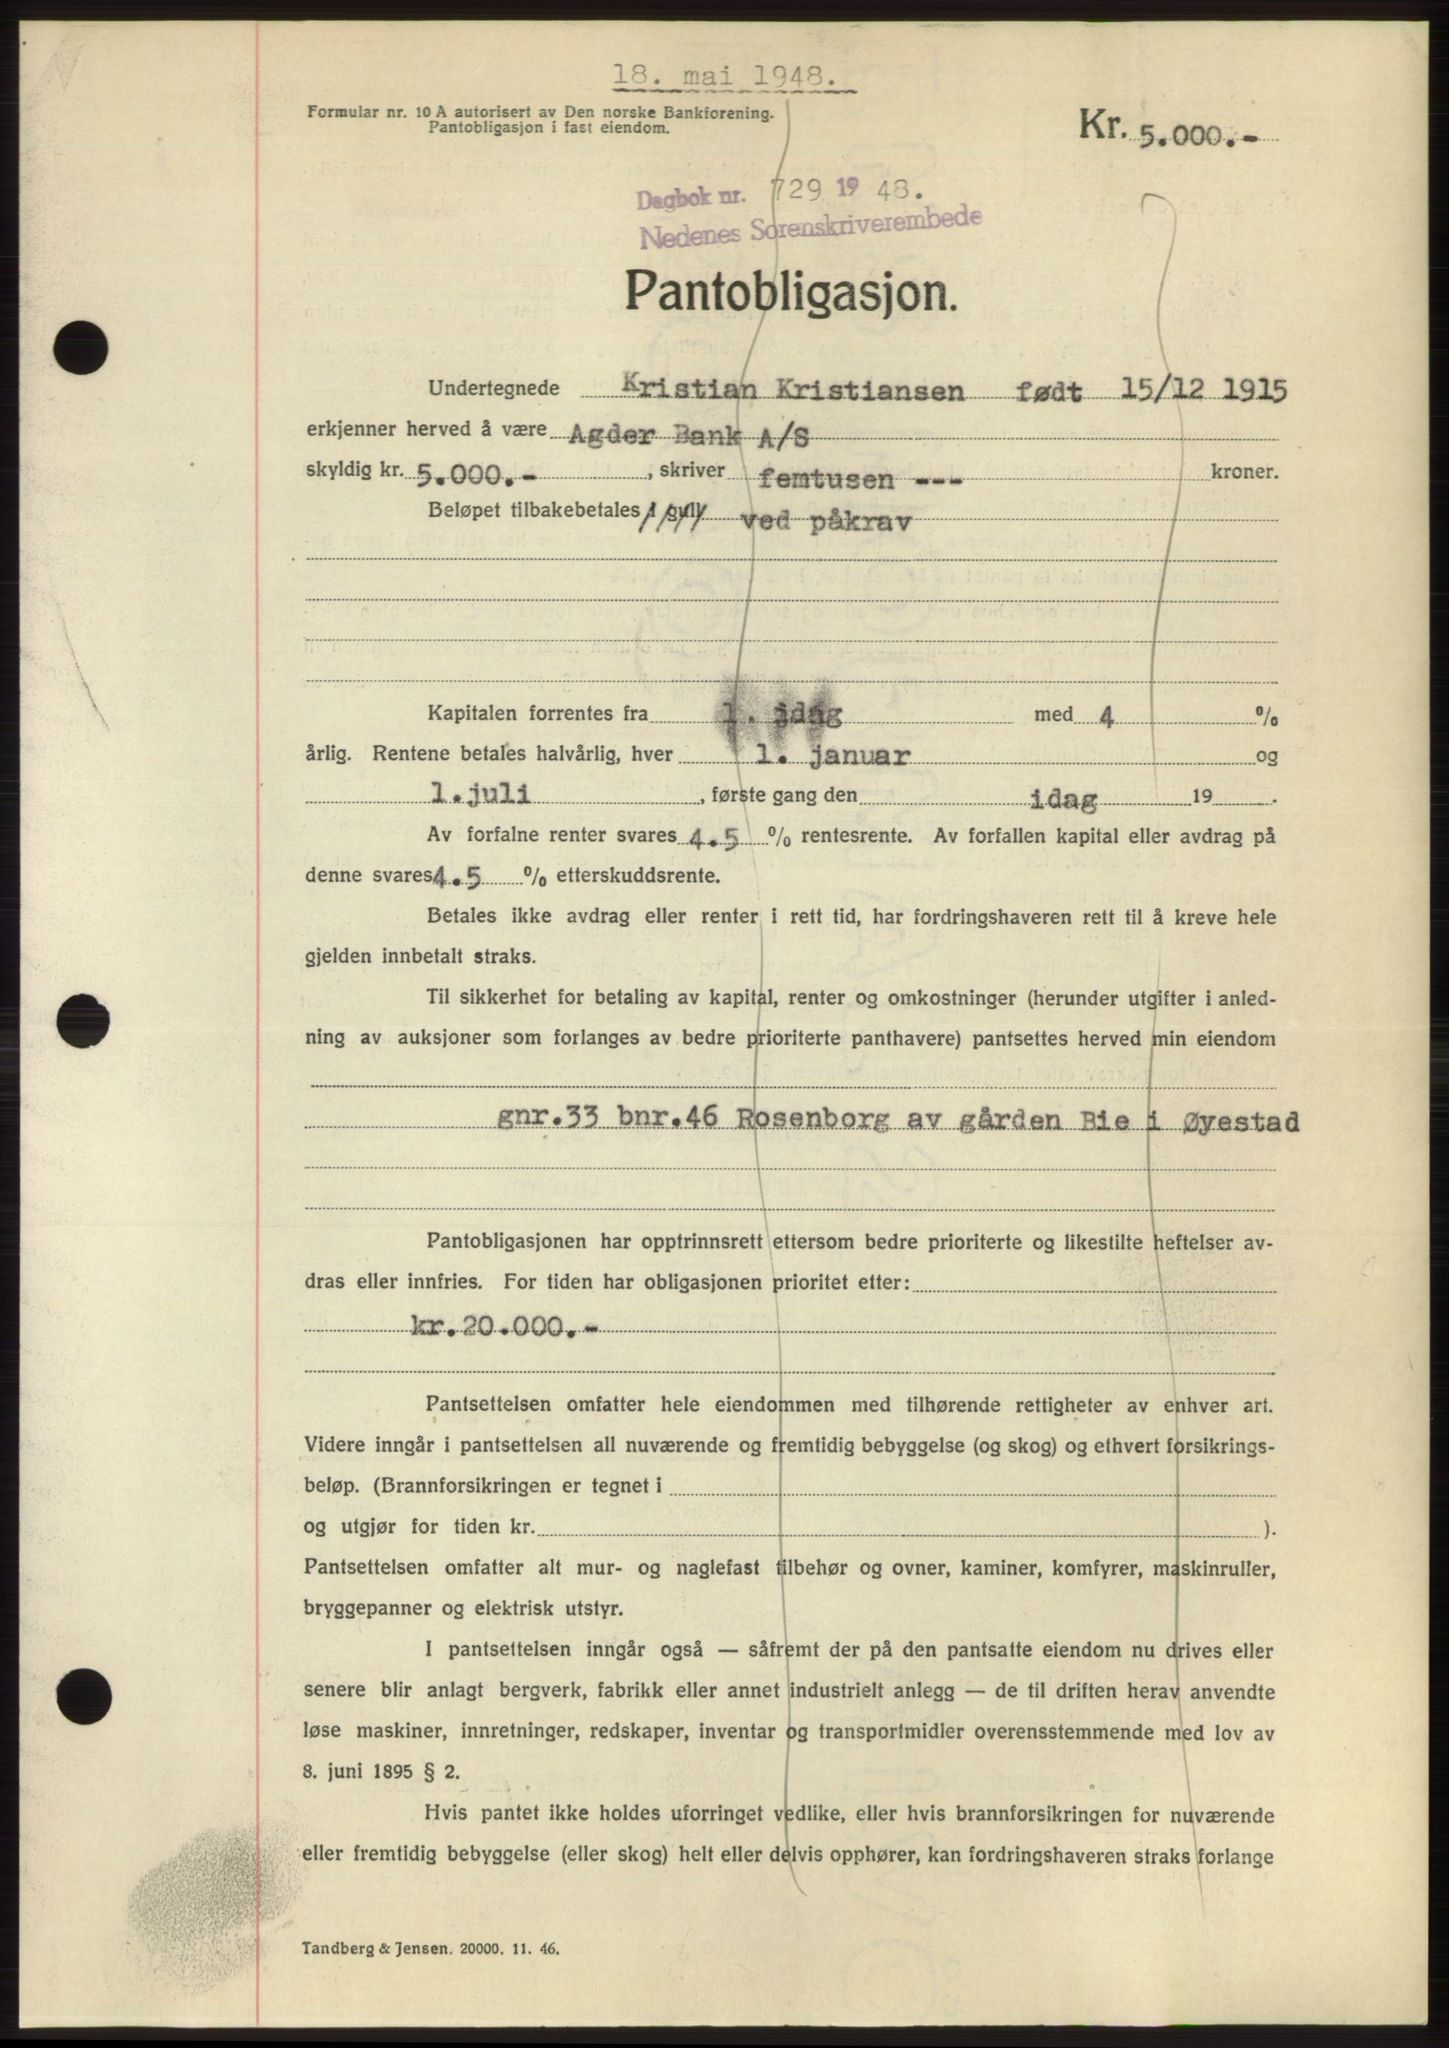 18. mai 1948.
Formular nr. 10 A autorisert av Den norske Bankforening.
Pantobligasjon i fast eiendom.
Kr. 5.000.-
Dagbok nr. 729 19 48.
Nedenes Sorenskriverembede
Pantobligasjon.
Undertegnede Kristian Kristiansen født 15/12 1915
erkjenner herved å være Agder Bank A/S
skyldig kr. 5.000.- , skriver femtusen --- kroner.
Beløpet tilbakebetales ved påkrav
Kapitalen forrentes fra 1. idag med 4 %
årlig. Rentene betales halvårlig, hver 1. januar og
1.juli , første gang den idag 19 .
Av forfalne renter svares 4.5 % rentesrente. Av forfallen kapital eller avdrag på
denne svares 4.5 % etterskuddsrente.
Betales ikke avdrag eller renter i rett tid, har fordringshaveren rett til å kreve hele
gjelden innbetalt straks.
Til sikkerhet for betaling av kapital, renter og omkostninger (herunder utgifter i anled-
ning av auksjoner som forlanges av bedre prioriterte panthavere) pantsettes herved min eiendom
gnr.33 bnr.46 Rosenborg av gården Bie i Øyestad
Pantobligasjonen har opptrinnsrett ettersom bedre prioriterte og likestilte heftelser av-
dras eller innfries. For tiden har obligasjonen prioritet etter:
kr.20.000.-
Pantsettelsen omfatter hele eiendommen med tilhørende rettigheter av enhver art.
Videre inngår i pantsettelsen all nuværende og fremtidig bebyggelse (og skog) og ethvert forsikrings-
beløp. (Brannforsikringen er tegnet i
og utgjør for tiden kr. ).
Pantsettelsen omfatter alt mur- og naglefast tilbehør og ovner, kaminer, komfyrer, maskinruller,
bryggepanner og elektrisk utstyr.
I pantsettelsen inngår også — såfremt der på den pantsatte eiendom nu drives eller
senere blir anlagt bergverk, fabrikk eller annet industrielt anlegg — de til driften herav anvendte
løse maskiner, innretninger, redskaper, inventar og transportmidler overensstemmende med lov av
8. juni 1895 § 2.
Hvis pantet ikke holdes uforringet vedlike, eller hvis brannforsikringen for nuværende
eller fremtidig bebyggelse (eller skog) helt eller delvis opphører, kan fordringshaveren straks forlange
Tandberg & Jensen. 20000. 11. 46.